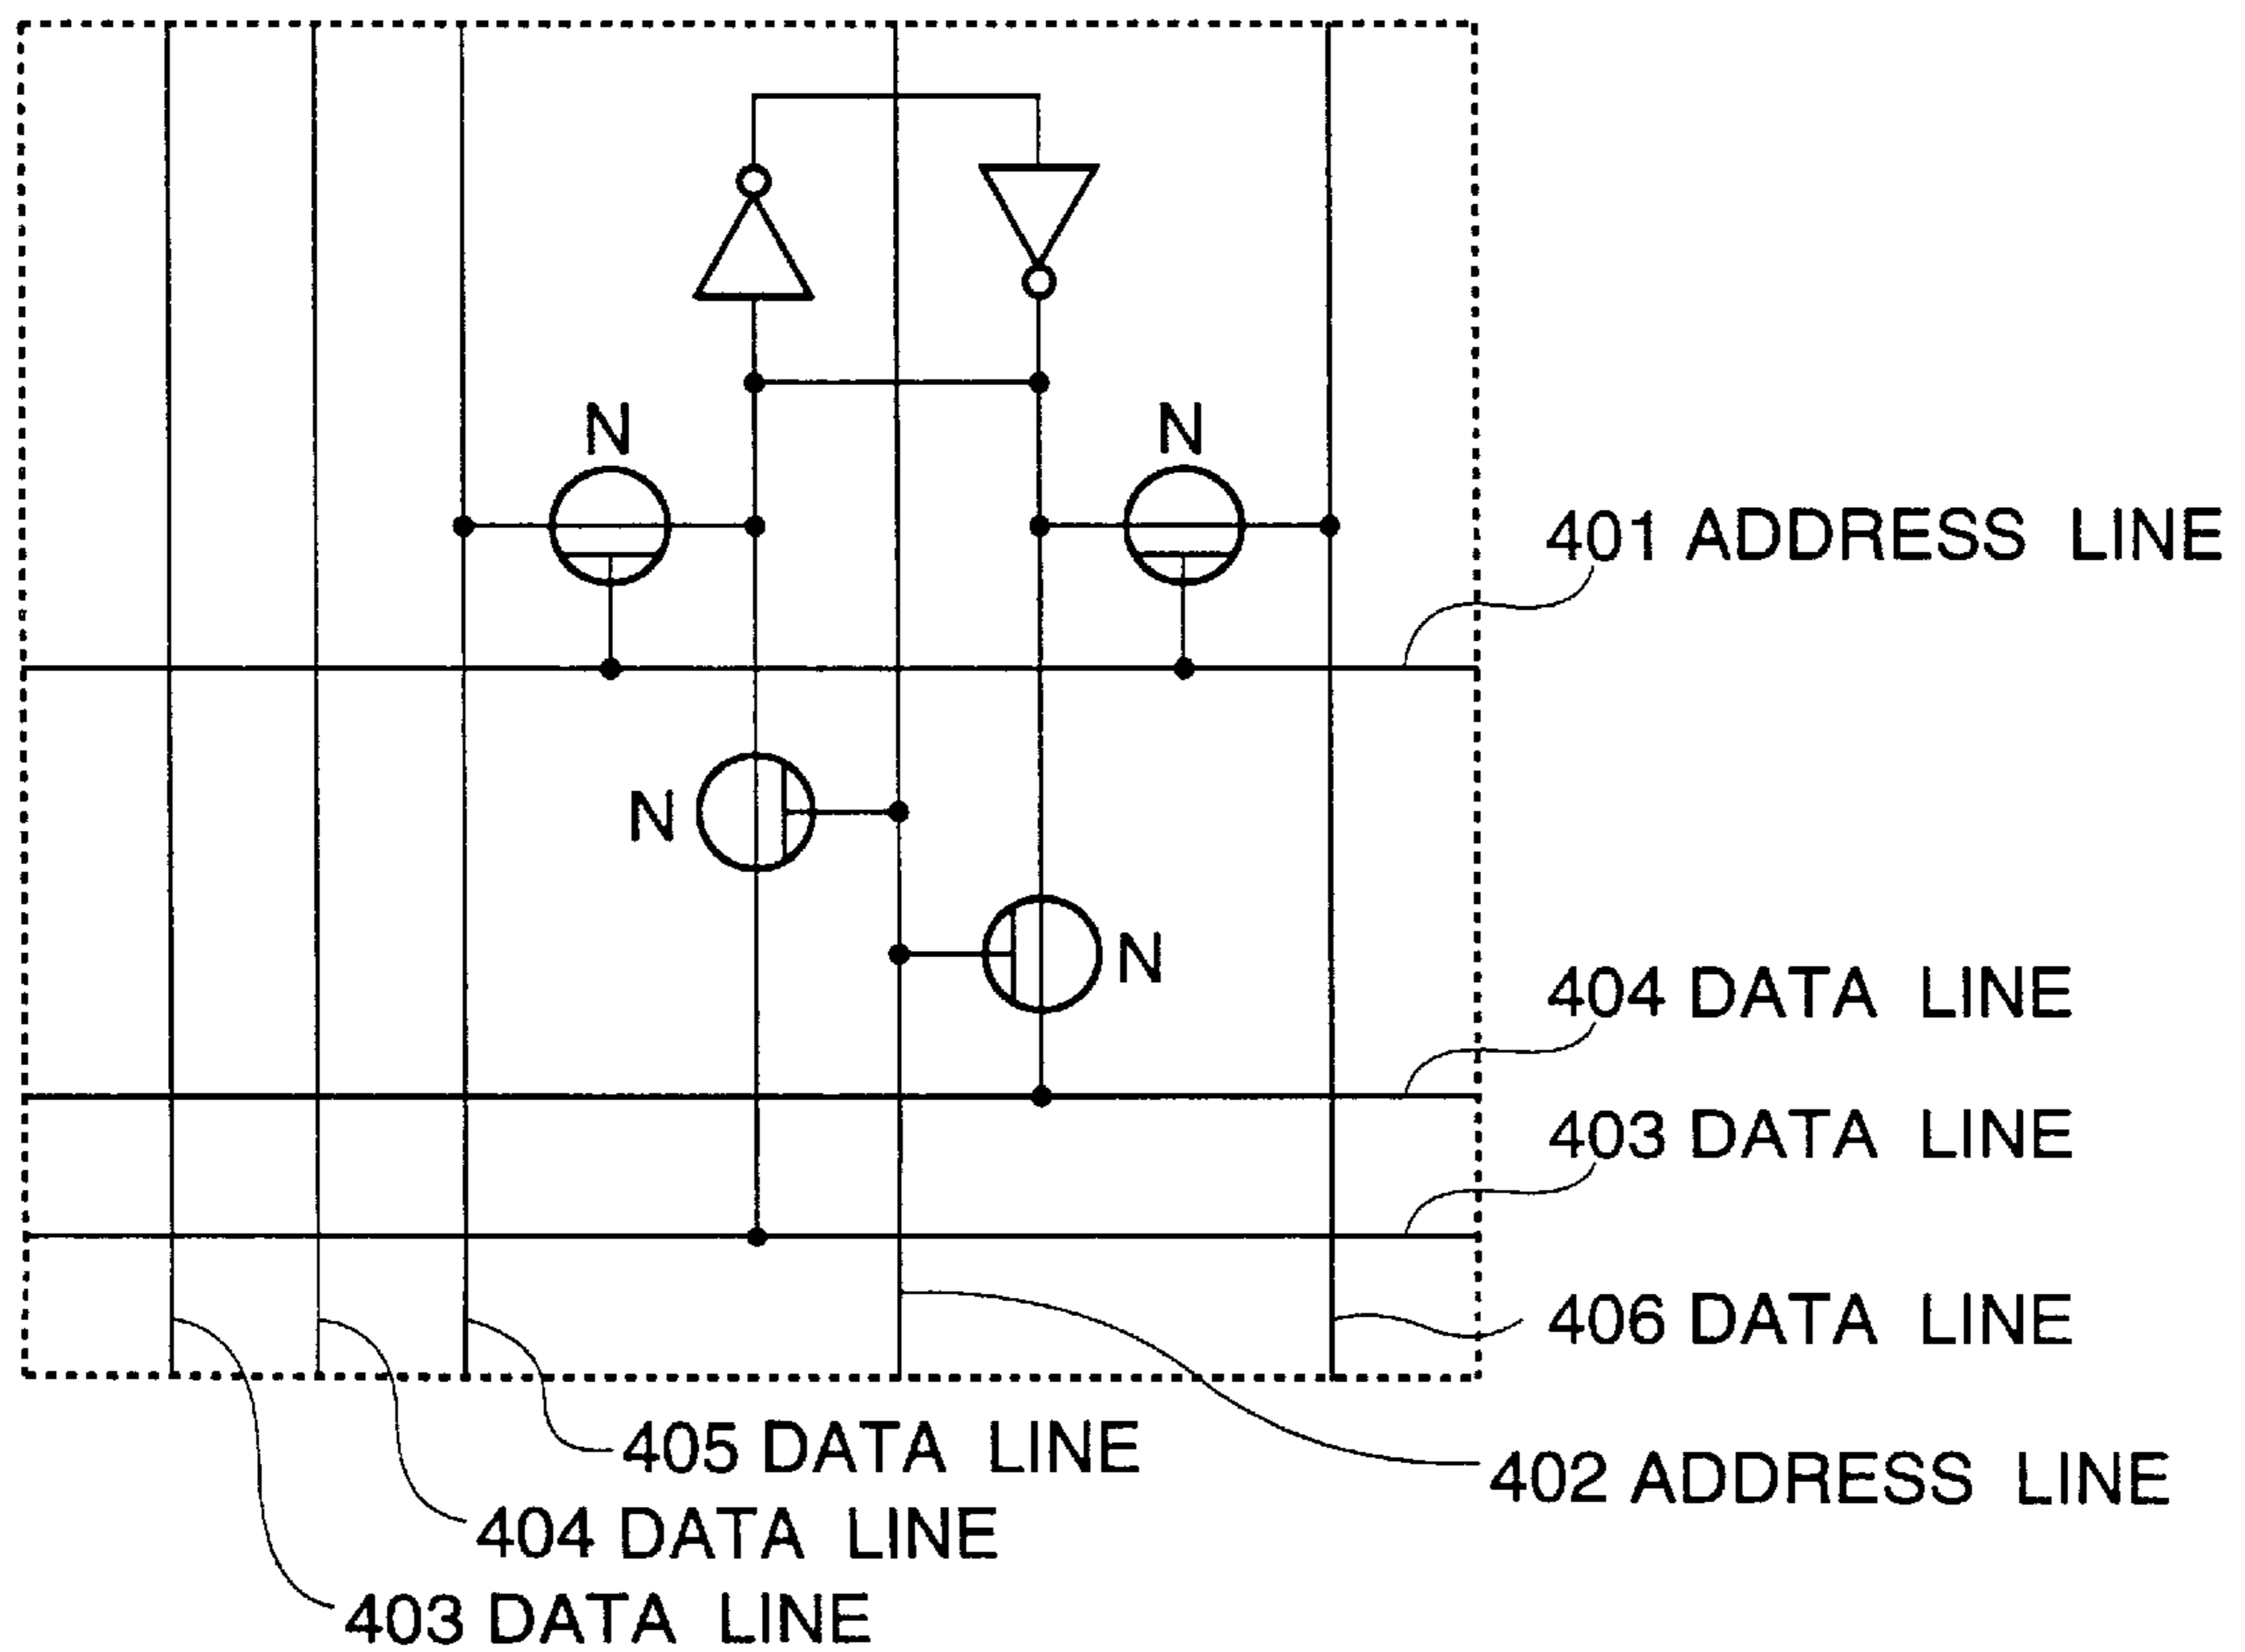 N
N
401 ADDRESS LINE
N
N
404 DATA LINE
403 DATA LINE
406 DATA LINE
405 DATA LINE
402 ADDRESS LINE
404 DATA LINE
403 DATA LINE